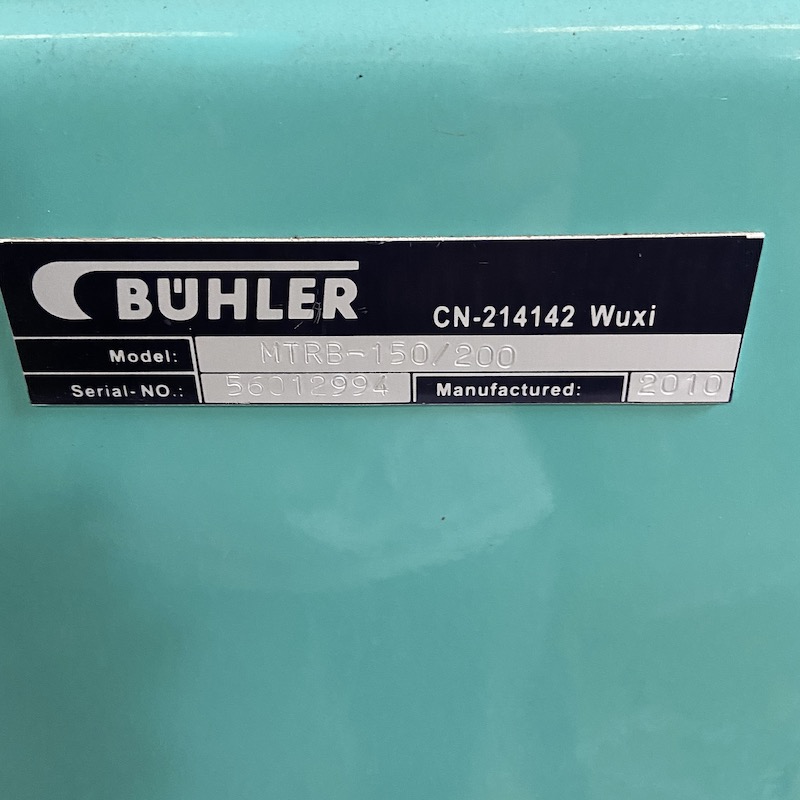 BÜHLER
CN-214142 Wuxi
Model: MTRB-150/200
Serial-NO.: 56012994 Manufactured: 2010